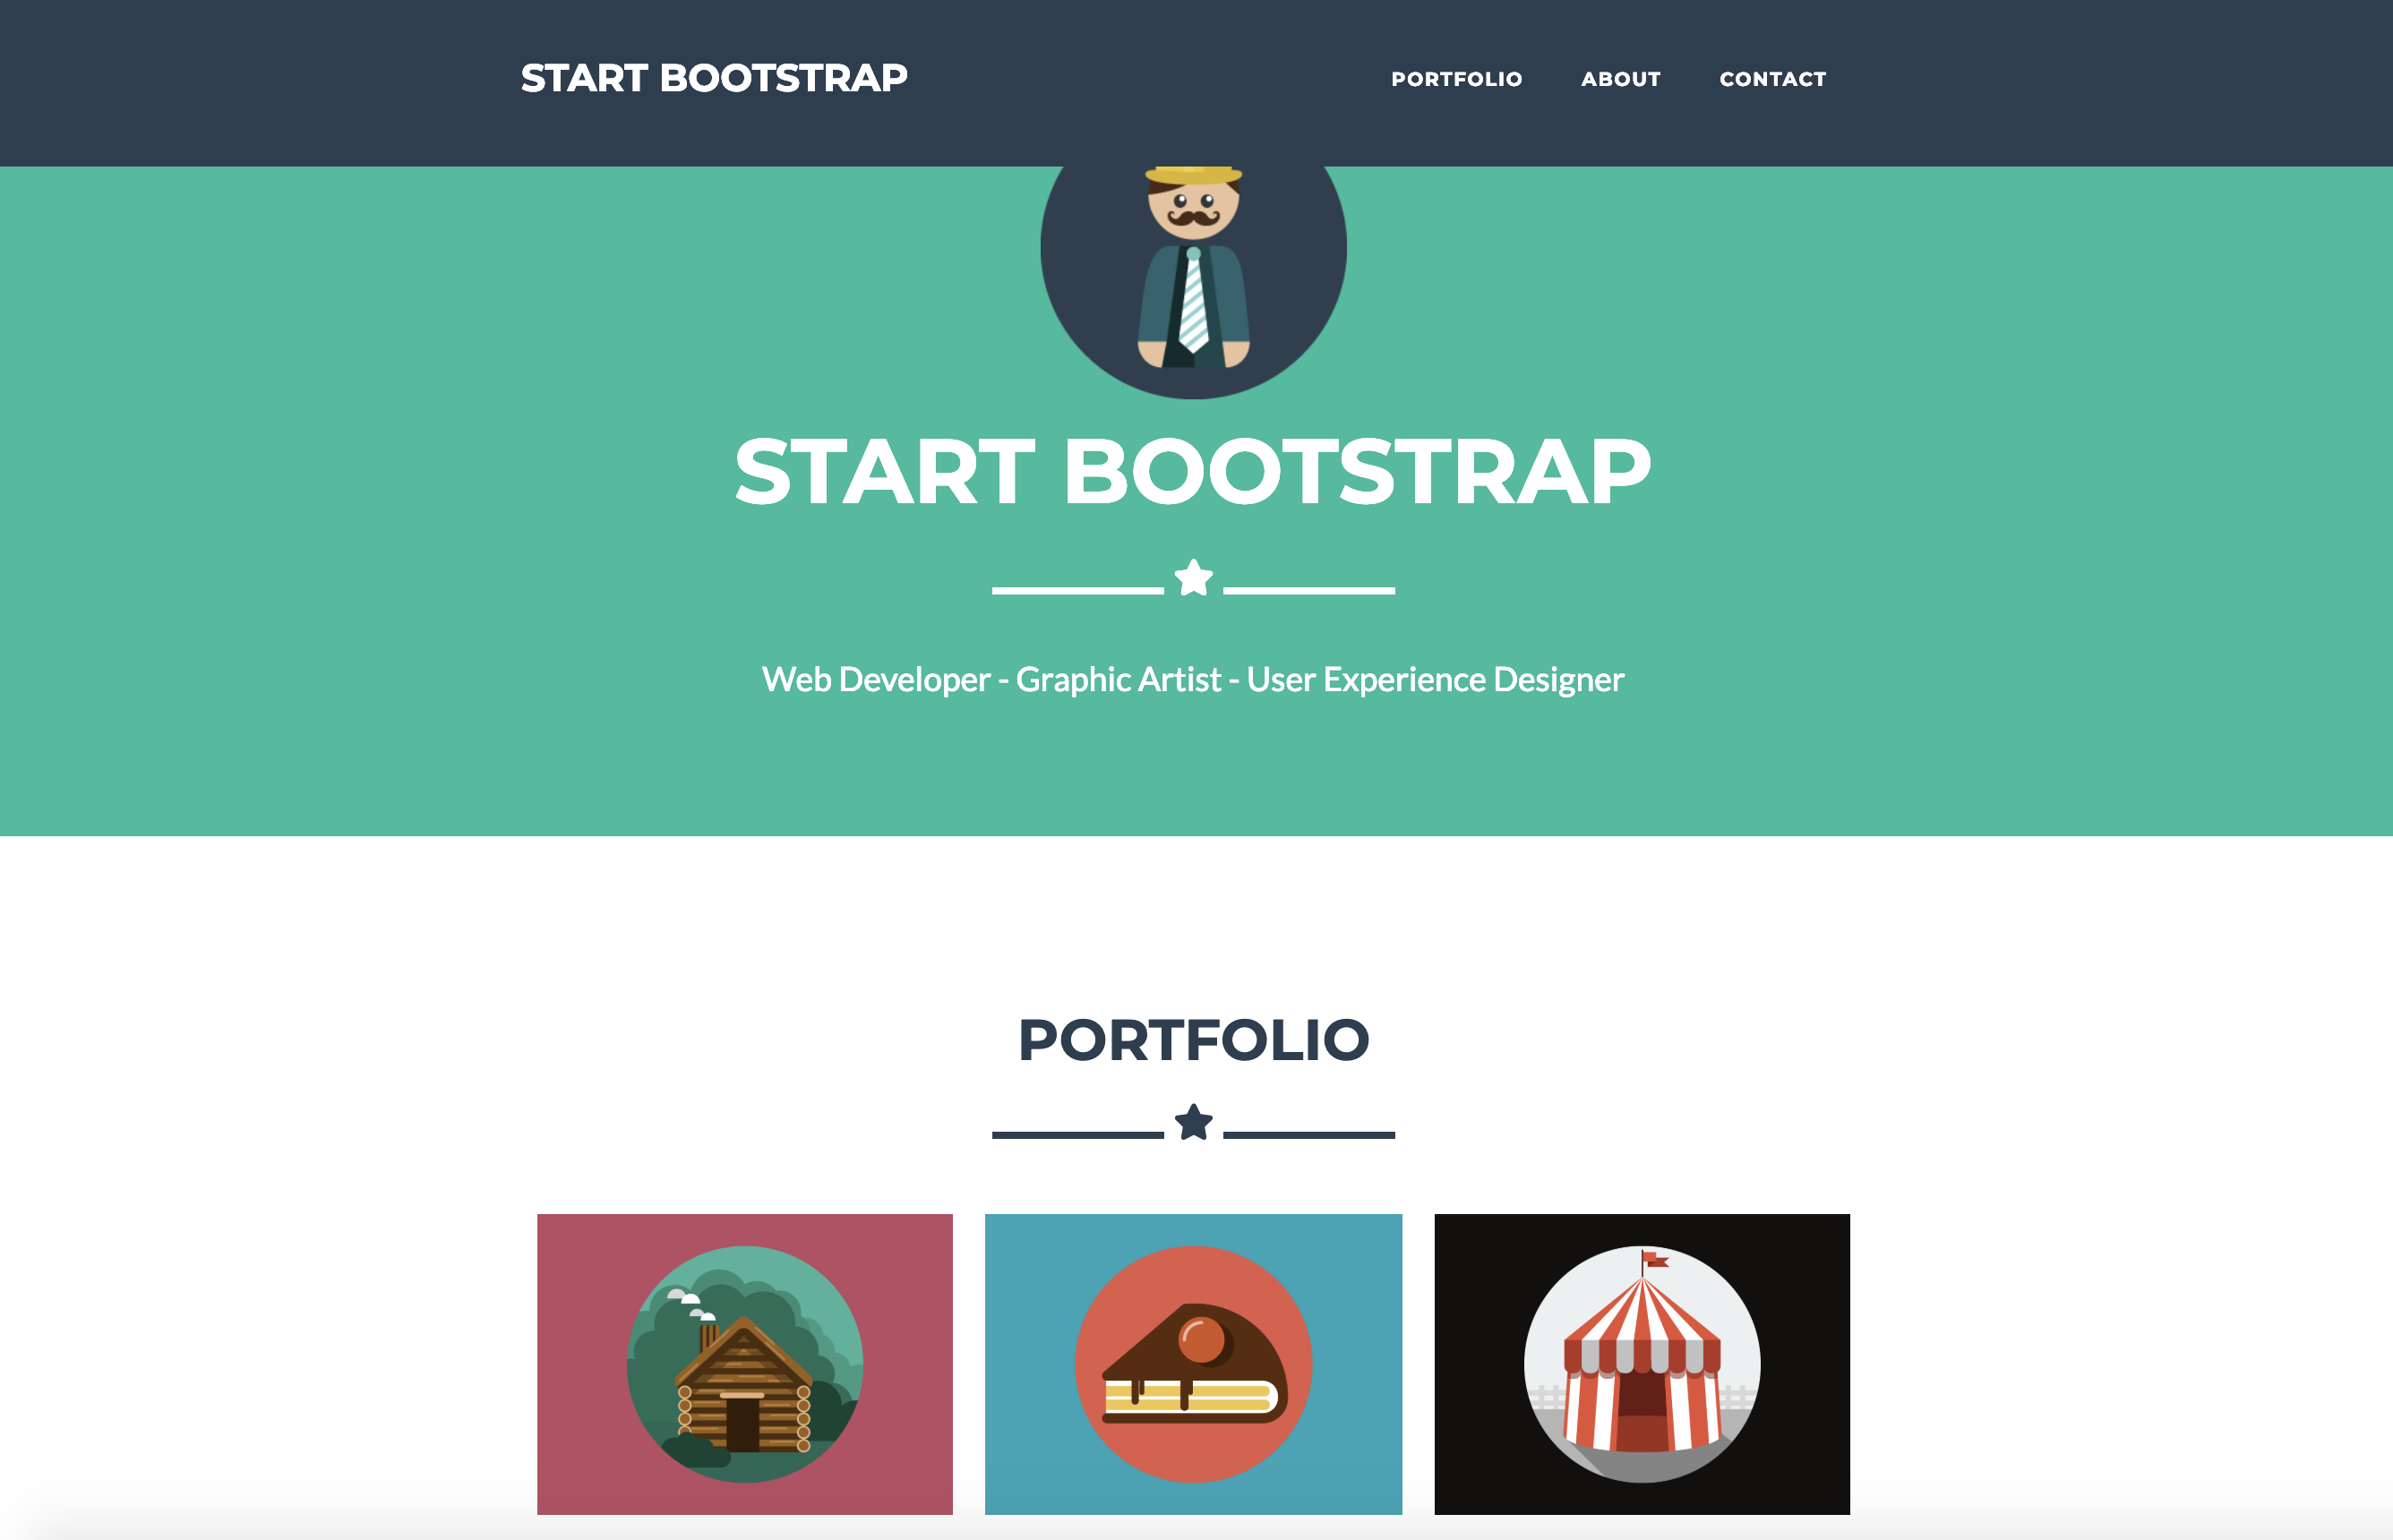 START BOOTSTRAP
PORTFOLIO ABOUT CONTACT
START BOOTSTRAP
Web Developer - Graphic Artist - User Experience Designer
PORTFOLIO